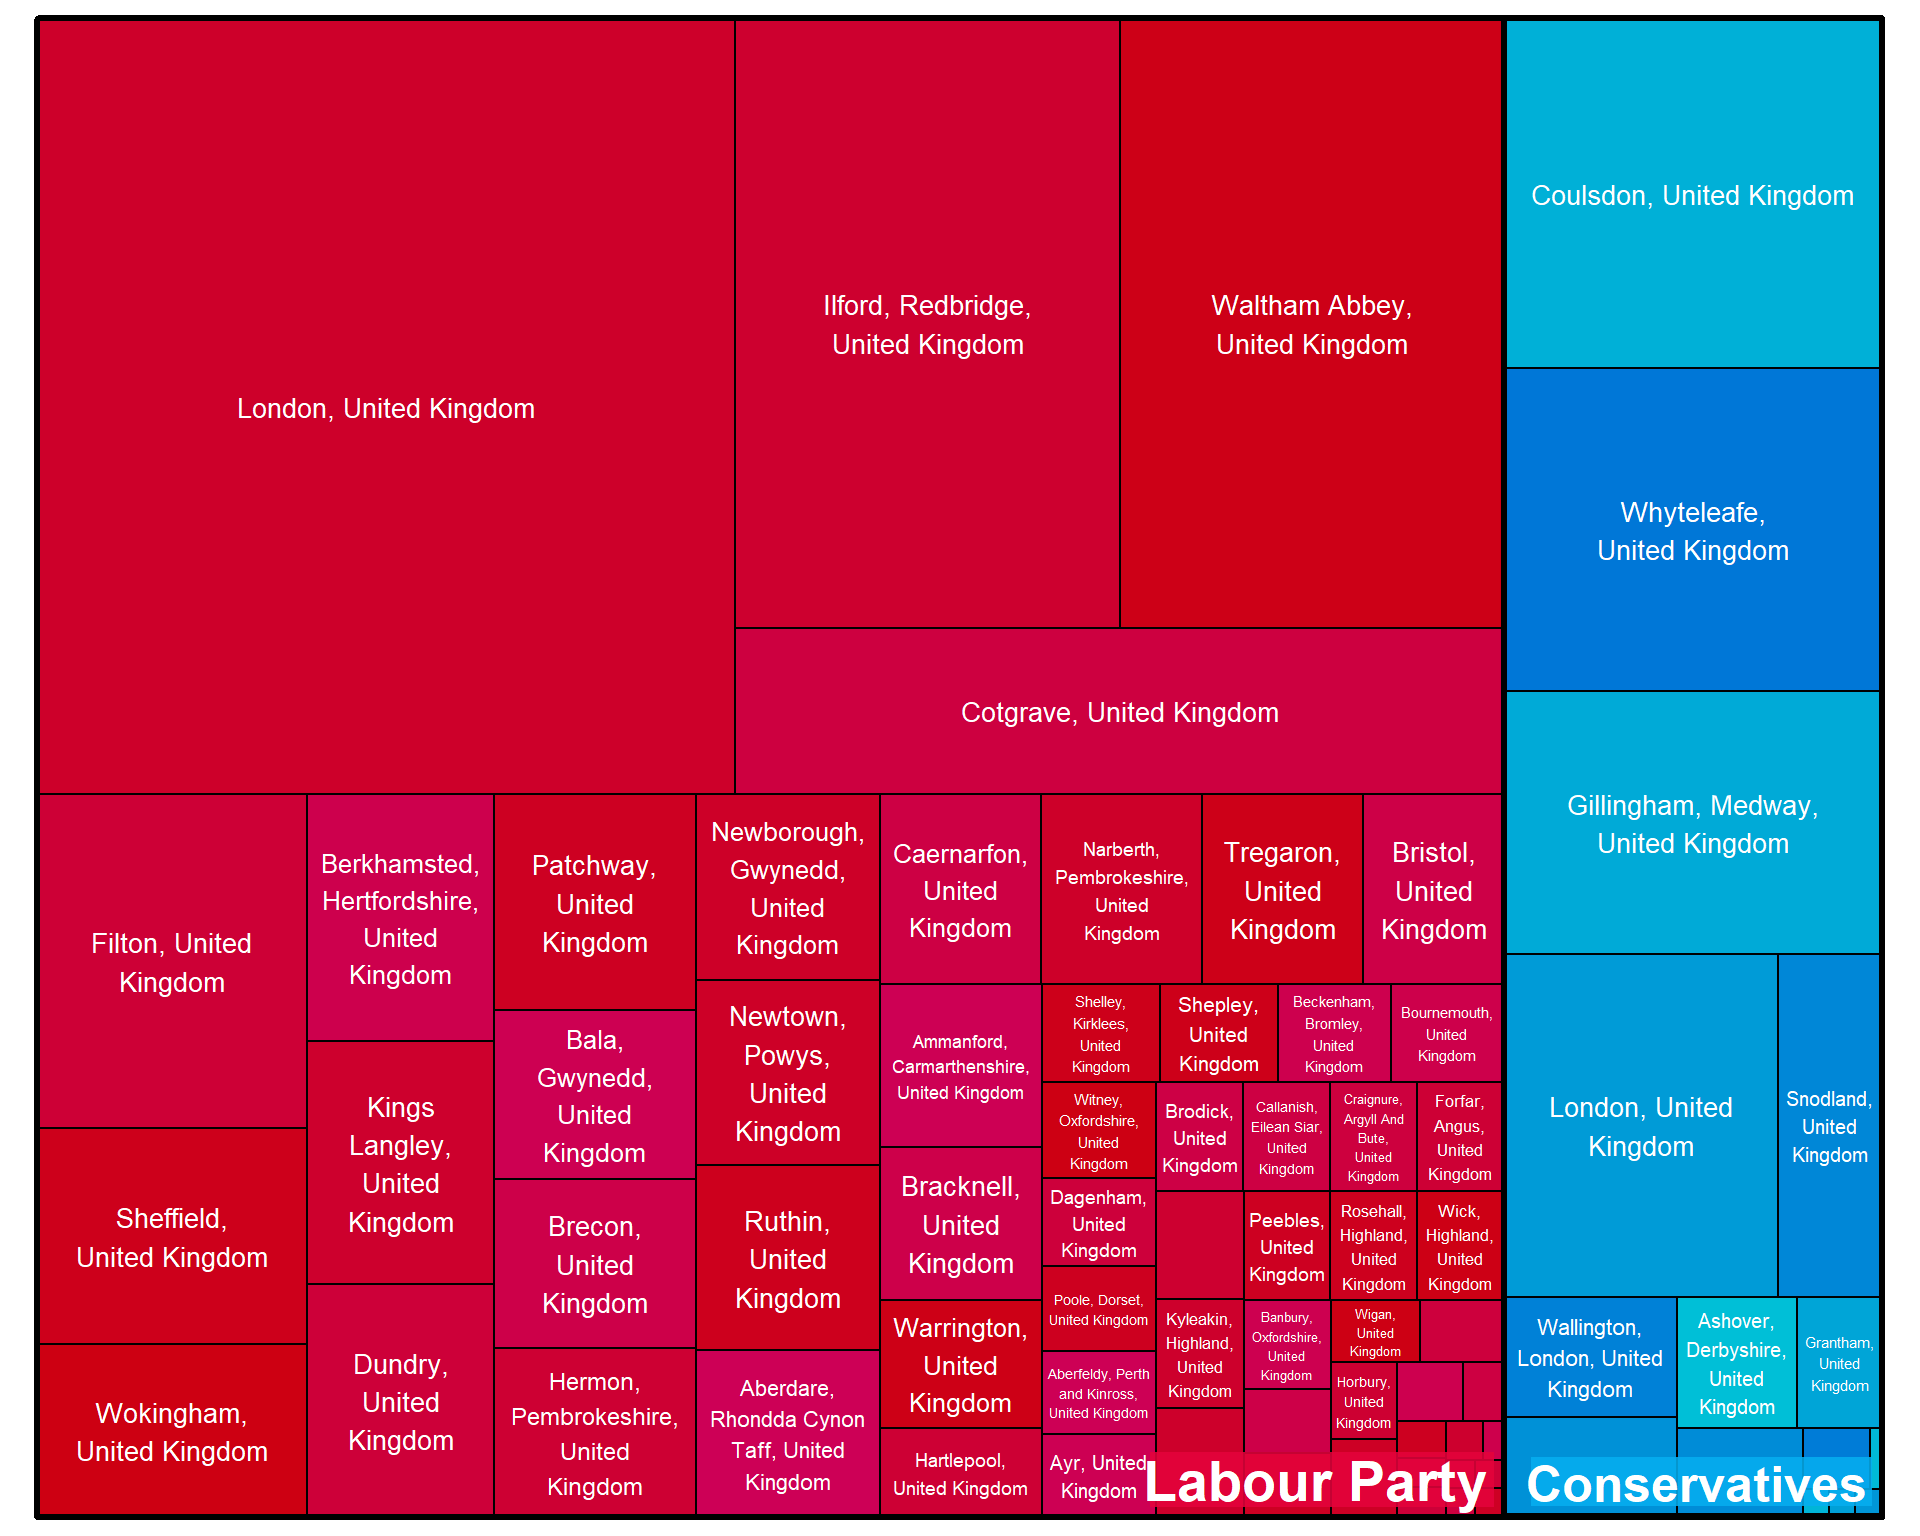 London, United Kingdom
Ilford, Redbridge,
United Kingdom
Waltham Abbey,
United Kingdom
Cotgrave, United Kingdom
Filton, United
Kingdom
Sheffield,
United Kingdom
Wokingham,
United Kingdom
Berkhamsted,
Hertfordshire,
United
Kingdom
Kings
Langley,
United
Kingdom
Dundry,
United
Kingdom
Patchway,
United
Kingdom
Bala,
Gwynedd,
United
Kingdom
Brecon,
United
Kingdom
Hermon,
Pembrokeshire,
United
Kingdom
Newborough,
Gwynedd,
United
Kingdom
Newtown,
Powys,
United
Kingdom
Ruthin,
United
Kingdom
Aberdare,
Rhondda Cynon
Taff, United
Kingdom
Caernarfon,
United
Kingdom
Ammanford,
Carmarthenshire,
United Kingdom
Bracknell,
United
Kingdom
Warrington,
United
Kingdom
Hartlepool,
United Kingdom
Narberth,
Pembrokeshire,
United
Kingdom
Tregaron,
United
Kingdom
Bristol,
United
Kingdom
Shelley,
Kirklees,
United
Kingdom
Shepley,
United
Kingdom
Beckenham,
Bromley,
United
Kingdom
Bournemouth,
United
Kingdom
Witney,
Oxfordshire,
United
Kingdom
Dagenham,
United
Kingdom
Poole, Dorset,
United Kingdom
Aberfeldy, Perth
and Kinross,
United Kingdom
Ayr, United
Kingdom
Brodick,
United
Kingdom
Callanish,
Eilean Siar,
United
Kingdom
Craignure,
Argyll And
Bute,
United
Kingdom
Forfar,
Angus,
United
Kingdom
Peebles,
United
Kingdom
Rosehall,
Highland,
United
Kingdom
Wick,
Highland,
United
Kingdom
Kyleakin,
Highland,
United
Kingdom
Banbury,
Oxfordshire,
United
Kingdom
Wigan,
United
Kingdom
Horbury,
United
Kingdom
Labour Party
Coulsdon, United Kingdom
Whyteleafe,
United Kingdom
Gillingham, Medway,
United Kingdom
London, United
Kingdom
Snodland,
United
Kingdom
Wallington,
London, United
Kingdom
Ashover,
Derbyshire,
United
Kingdom
Grantham,
United
Kingdom
Conservatives